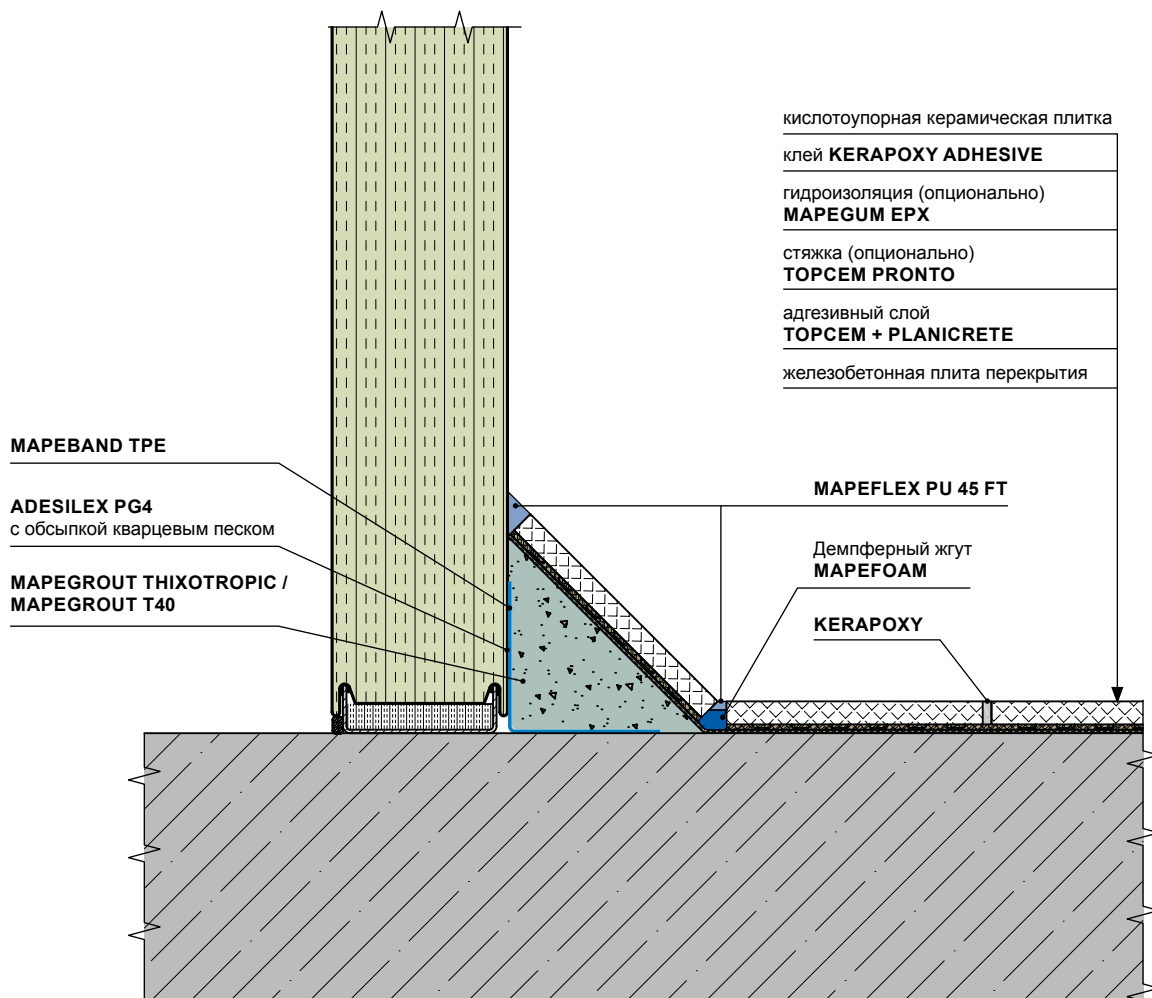 кислотоупорная керамическая плитка
клей KERAPOXY ADHESIVE
гидроизоляция (опционально)
MAPEGUM EPX
стяжка (опционально)
TOPCEM PRONTO
адгезивный слой
TOPCEM + PLANICRETE
железобетонная плита перекрытия
MAPEBAND TPE
ADESILEX PG4
с обсыпкой кварцевым песком
MAPEGROUT THIXOTROPIC /
MAPEGROUT T40
MAPEFLEX PU 45 FT
Демпферный жгут
MAPEFOAM
KERAPOXY